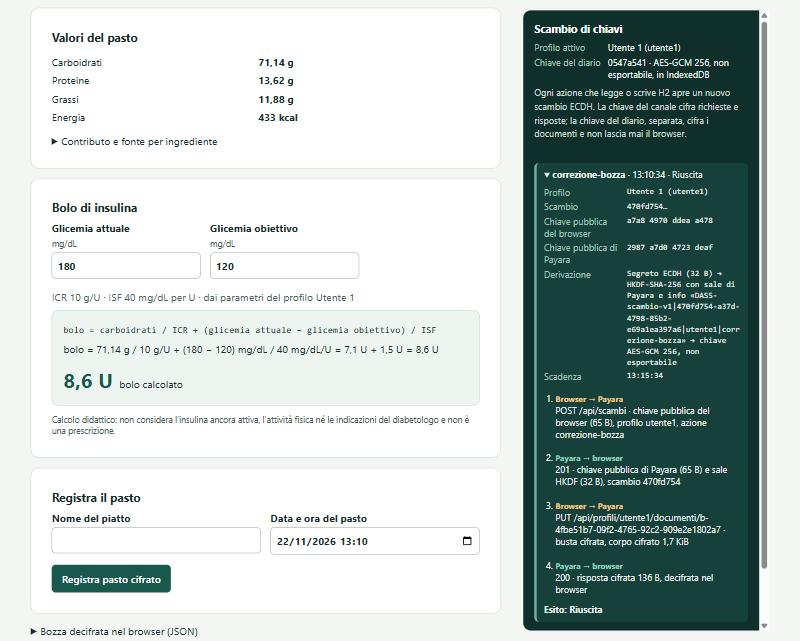 Valori del pasto
Carboidrati 71,14 g
Proteine 13,62 g
Grassi 11,88 g
Energia 433 kcal
▶ Contributo e fonte per ingrediente
Bolo di insulina
Glicemia attuale Glicemia obiettivo
mg/dL mg/dL
180 120
ICR 10 g/U · ISF 40 mg/dL per U · dai parametri del profilo Utente 1
bolo = carboidrati / ICR + (glicemia attuale − glicemia obiettivo) / ISF
bolo = 71,14 g / 10 g/U + (180 − 120) mg/dL / 40 mg/dL/U = 7,1 U + 1,5 U = 8,6 U
8,6 U bolo calcolato
Calcolo didattico: non considera l'insulina ancora attiva, l'attività fisica né le indicazioni del diabetologo e non è
una prescrizione.
Registra il pasto
Nome del piatto Data e ora del pasto
22/11/2026 13:10
Registra pasto cifrato
▶ Bozza decifrata nel browser (JSON)
Scambio di chiavi
Profilo attivo Utente 1 (utente1)
Chiave del diario 0547a541 · AES-GCM 256, non
esportabile, in IndexedDB
Ogni azione che legge o scrive H2 apre un nuovo
scambio ECDH. La chiave del canale cifra richieste e
risposte; la chiave del diario, separata, cifra i
documenti e non lascia mai il browser.
▼ correzione-bozza · 13:10:34 · Riuscita
Profilo Utente 1 (utente1)
Scambio 470fd754…
Chiave pubblica a7a8 4970 ddea a478
del browser
Chiave pubblica di 2987 a7d0 4723 deaf
Payara
Derivazione Segreto ECDH (32 B) →
HKDF-SHA-256 con sale di
Payara e info «DASS-
scambio-v1|470fd754-a37d-
4798-85b2-
e69a1ea397a6|utente1|corr
ezione-bozza» → chiave
AES-GCM 256, non
esportabile
Scadenza 13:15:34
1. Browser → Payara
POST /api/scambi · chiave pubblica del
browser (65 B), profilo utente1, azione
correzione-bozza
2. Payara → browser
201 · chiave pubblica di Payara (65 B) e sale
HKDF (32 B), scambio 470fd754
3. Browser → Payara
PUT /api/profili/utente1/documenti/b-
4fbe51b7-09f2-4765-92c2-909e2e1802a7 ·
busta cifrata, corpo cifrato 1,7 KiB
4. Payara → browser
200 · risposta cifrata 136 B, decifrata nel
browser
Esito: Riuscita